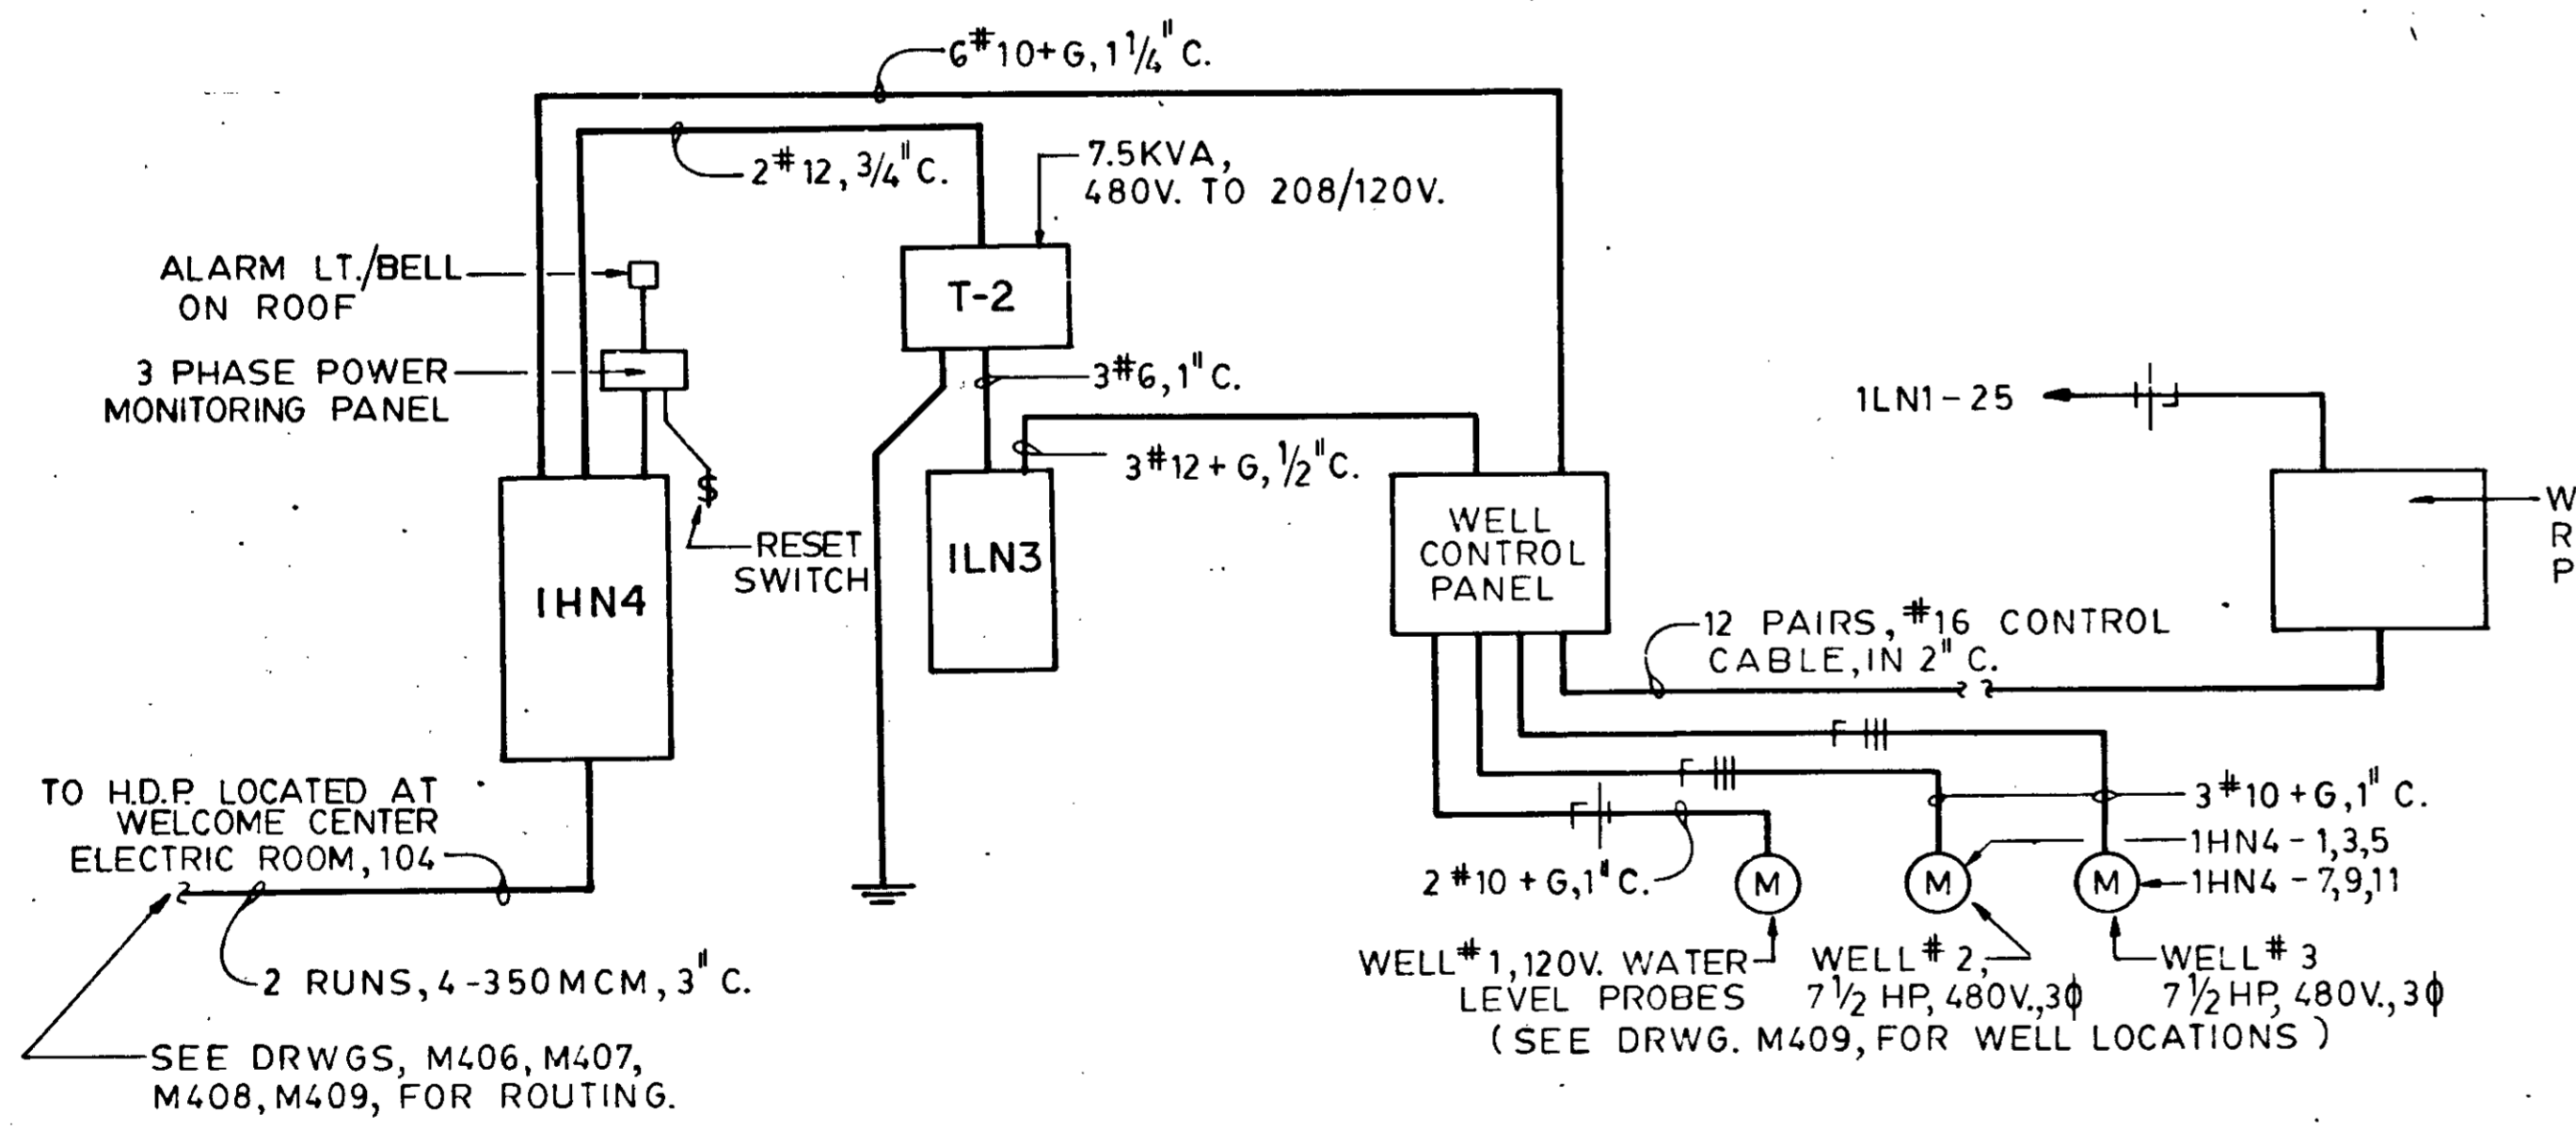 6#10+G, 1 1/4" C.
2#12, 3/4" C.
7.5KVA,
480V. TO 208/120V.
ALARM LT./BELL
ON ROOF
T-2
3 PHASE POWER
MONITORING PANEL
3#6, 1" C.
1LN1-25
3#12 + G, 1/2" C.
RESET
SWITCH
1HN4
1LN3
WELL
CONTROL
PANEL
W
R
P
12 PAIRS, #16 CONTROL
CABLE, IN 2" C.
TO H.D.P. LOCATED AT
WELCOME CENTER
ELECTRIC ROOM, 104
3#10 + G, 1" C.
1HN4 - 1,3,5
1HN4 - 7,9,11
2#10 + G, 1" C.
M
M
M
2 RUNS, 4-350MCM, 3" C.
WELL #1, 120V. WATER
LEVEL PROBES
WELL # 2,
7 1/2 HP, 480V., 3ϕ
WELL # 3
7 1/2 HP, 480V., 3ϕ
(SEE DRWG. M409, FOR WELL LOCATIONS)
SEE DRWGS, M406, M407,
M408, M409, FOR ROUTING.